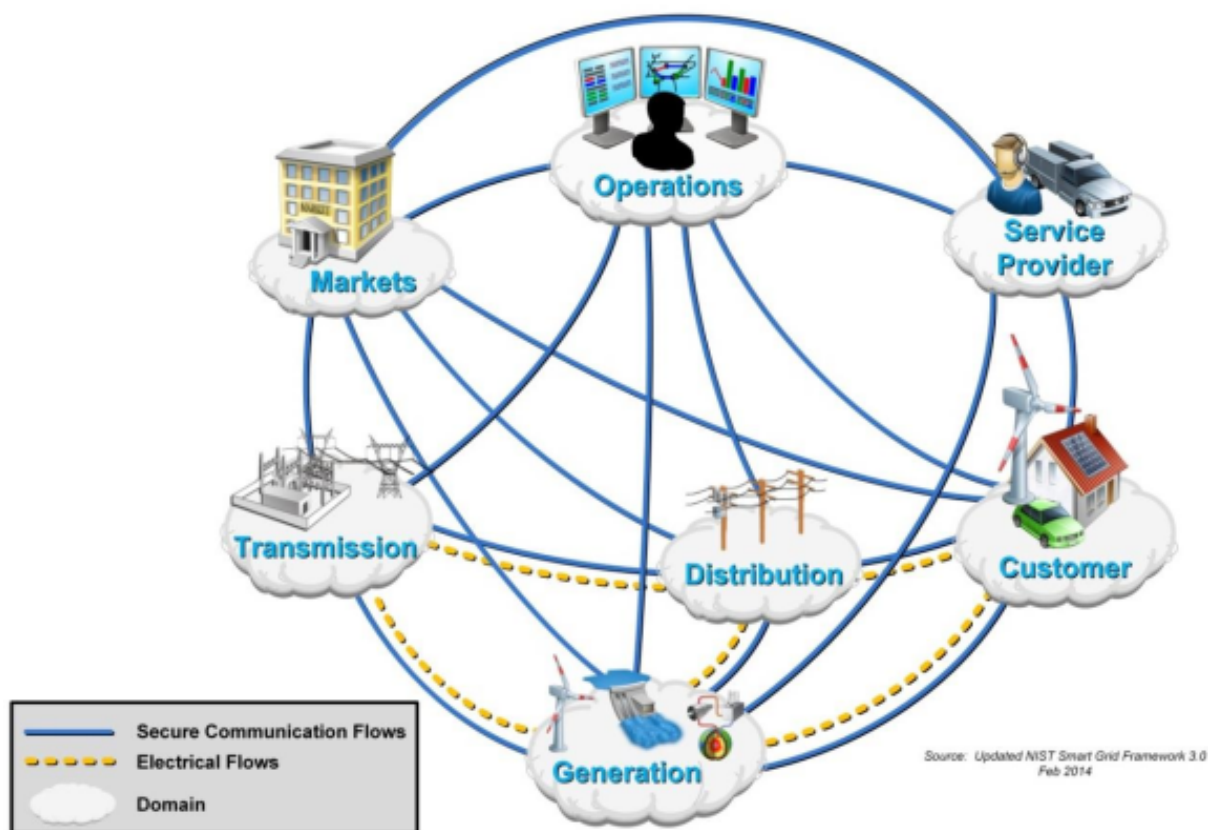 Operations
Service
Provider
Markets
Transmission
Distribution
Customer
Generation
Secure Communication Flows
Electrical Flows
Domain
Source: Updated NIST Smart Grid Framework 3.0
Feb 2014